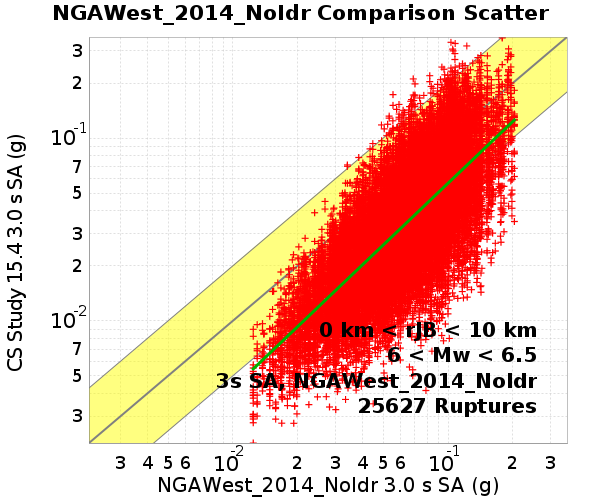 NGAWest_2014_NoIdr Comparison Scatter
CS Study 15.4 3.0 s SA (g)
3
2
10^-1
7
5
3
2
10^-2
7
5
3
0 km < rJB < 10 km
6 < Mw < 6.5
3s SA, NGAWest_2014_NoIdr
25627 Ruptures
3 4 5 6 10^-2 2 3 4 5 6 10^-1 2 3
NGAWest_2014_NoIdr 3.0 s SA (g)